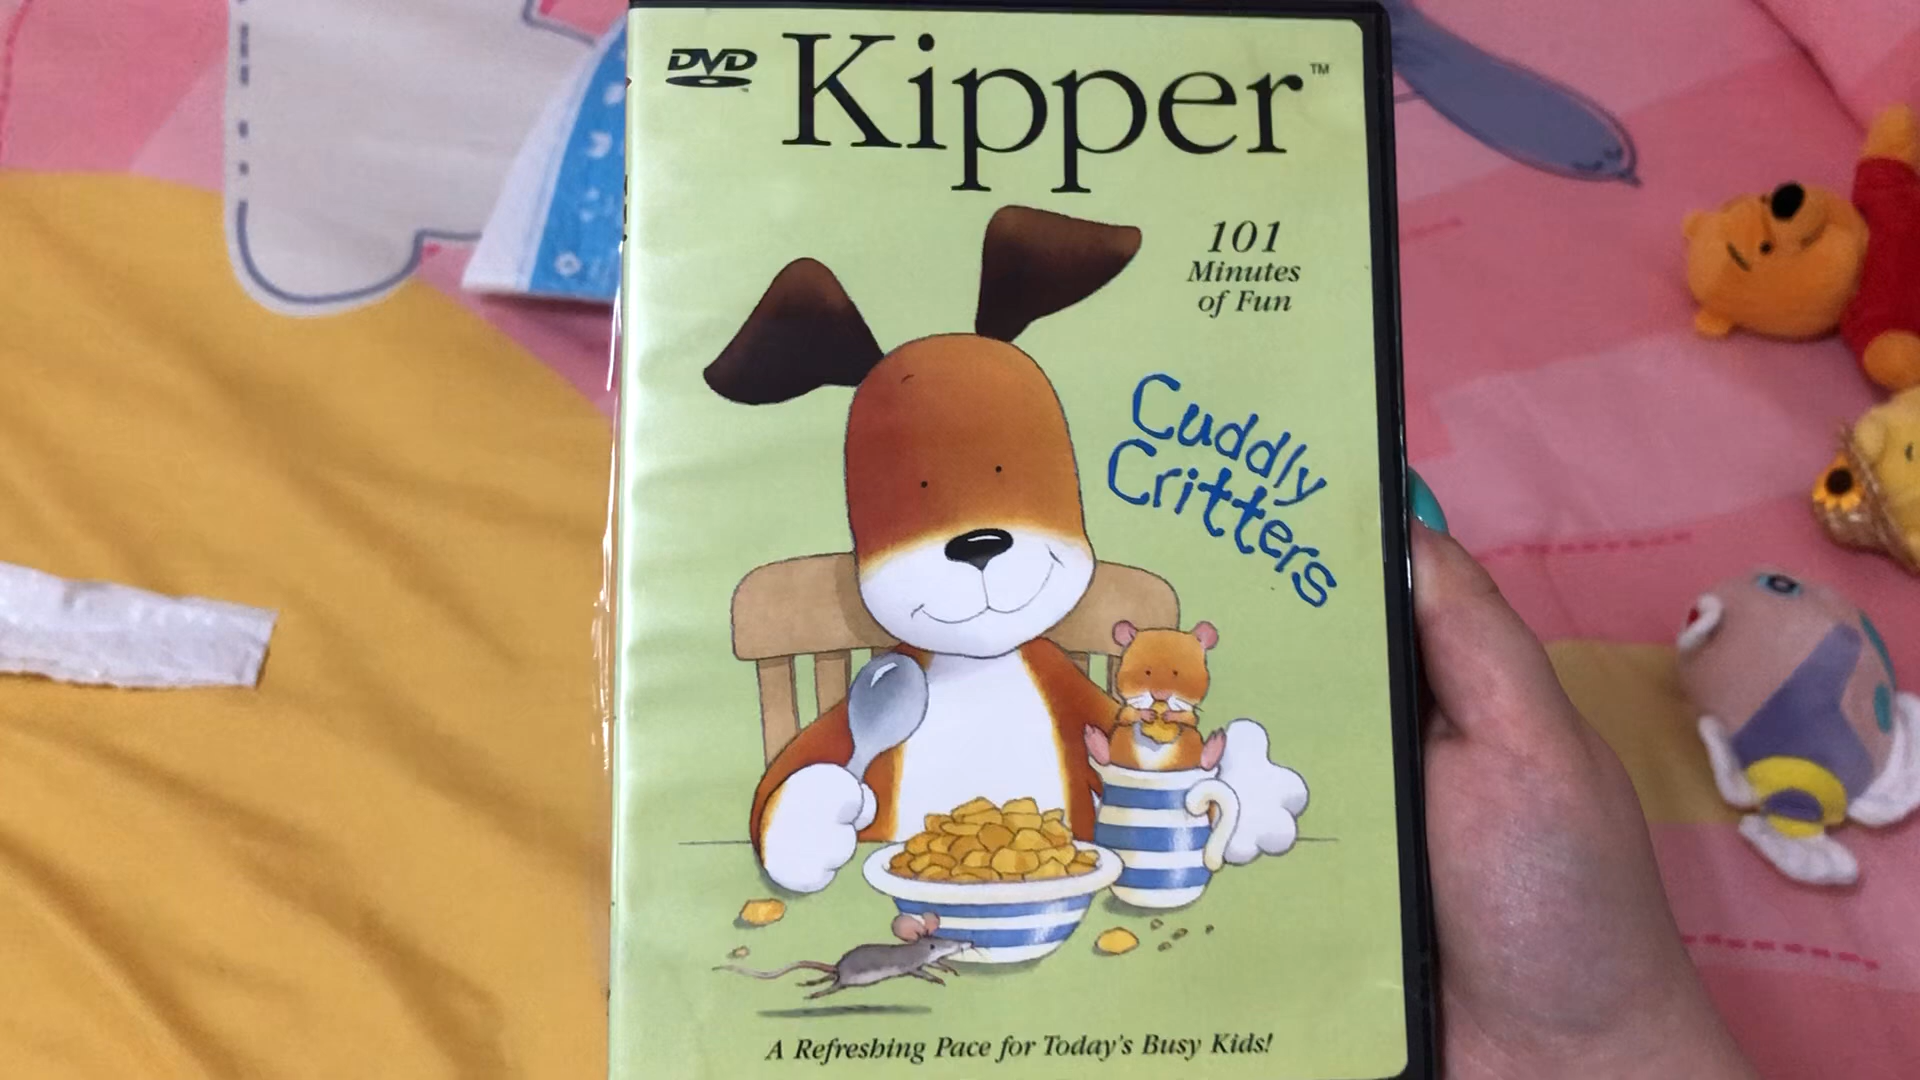 DVD
Kipper™
101
Minutes
of Fun
Cuddly
Critters
A Refreshing Pace for Today's Busy Kids!